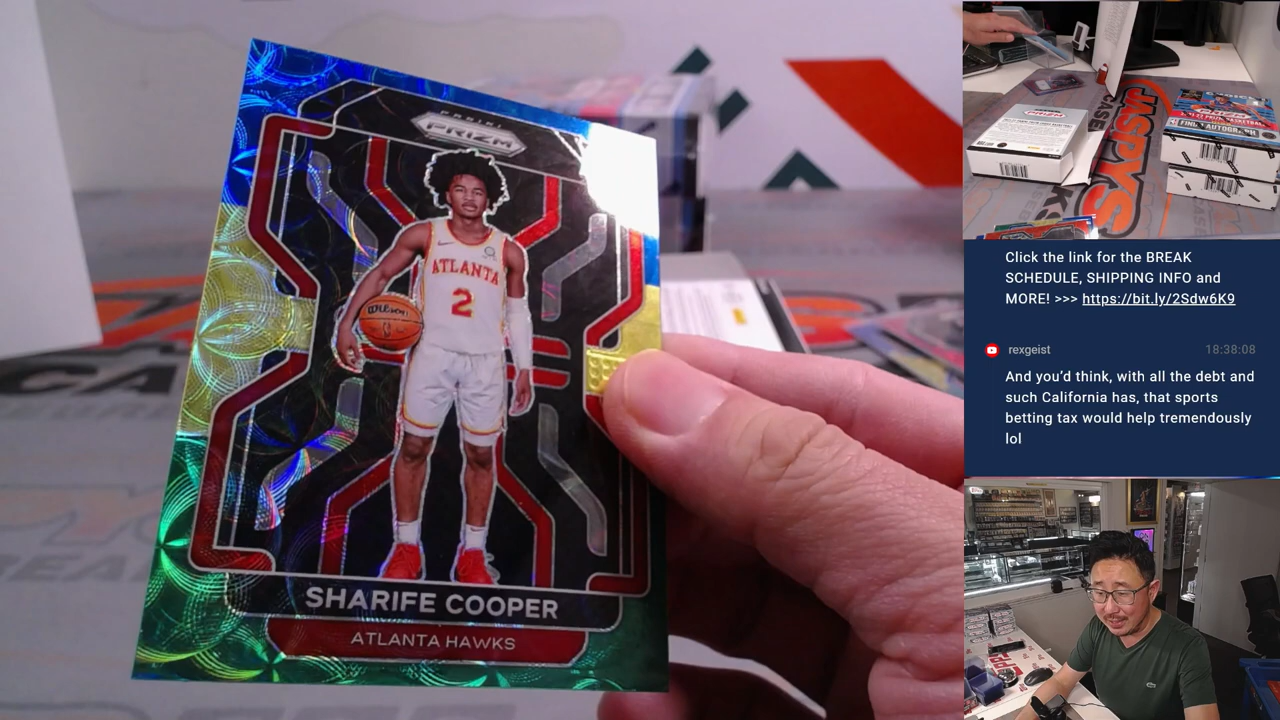 PANINI
PRIZM
ATLANTA
2
Wilson
SHARIFE COOPER
ATLANTA HAWKS
JASPYS
CASE
PRIZM
AUTOGRAPH
Click the link for the BREAK
SCHEDULE, SHIPPING INFO and
MORE! >>> https://bit.ly/2Sdw6K9
rexgeist
18:38:08
And you’d think, with all the debt and
such California has, that sports
betting tax would help tremendously
lol